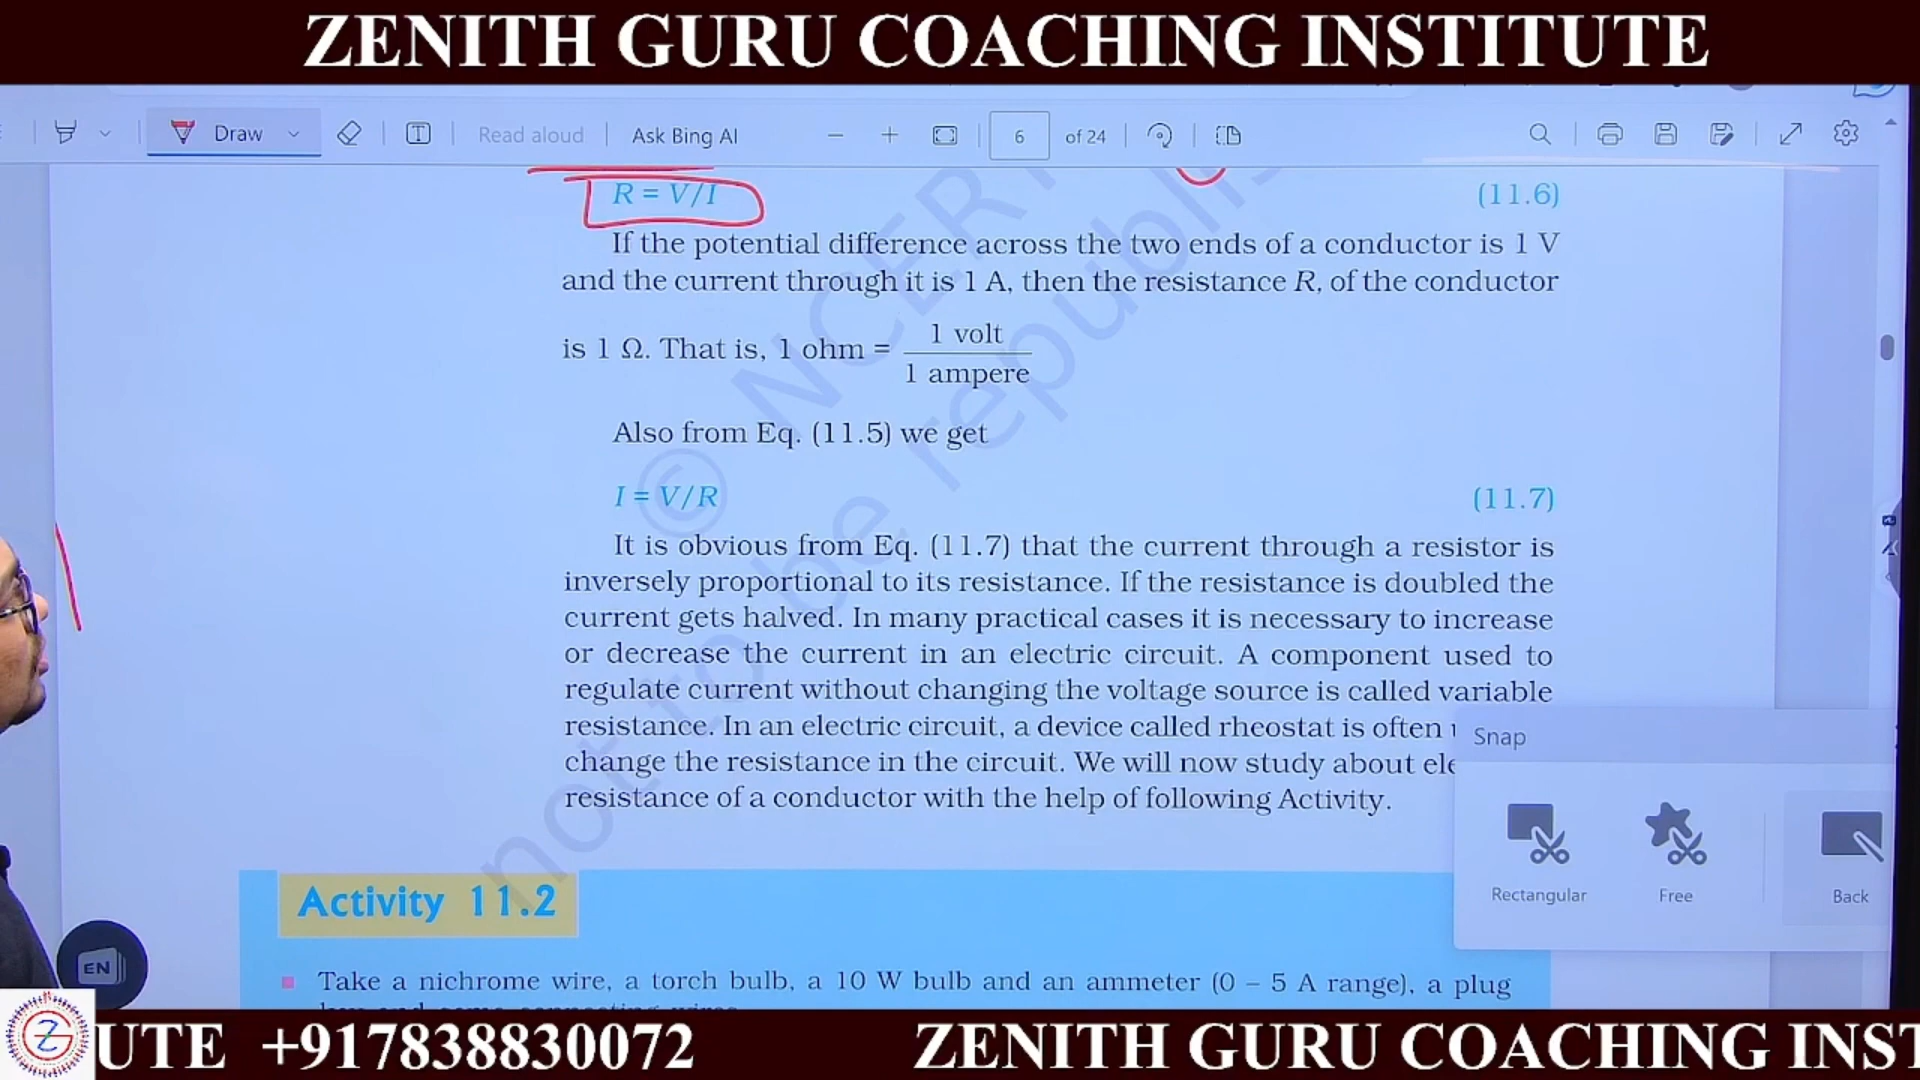 ZENITH GURU COACHING INSTITUTE
Draw
Read aloud
Ask Bing AI
6
of 24
R = V/I
(11.6)
If the potential difference across the two ends of a conductor is 1 V
and the current through it is 1 A, then the resistance R, of the conductor
is 1 Ω. That is, 1 ohm = 1 volt
1 ampere
Also from Eq. (11.5) we get
I = V/R
(11.7)
It is obvious from Eq. (11.7) that the current through a resistor is
inversely proportional to its resistance. If the resistance is doubled the
current gets halved. In many practical cases it is necessary to increase
or decrease the current in an electric circuit. A component used to
regulate current without changing the voltage source is called variable
resistance. In an electric circuit, a device called rheostat is often
change the resistance in the circuit. We will now study about ele
resistance of a conductor with the help of following Activity.
© NCERT
not to be republis
Snap
Rectangular
Free
Back
Activity 11.2
Take a nichrome wire, a torch bulb, a 10 W bulb and an ammeter (0 – 5 A range), a plug
EN
UTE +917838830072
ZENITH GURU COACHING INST